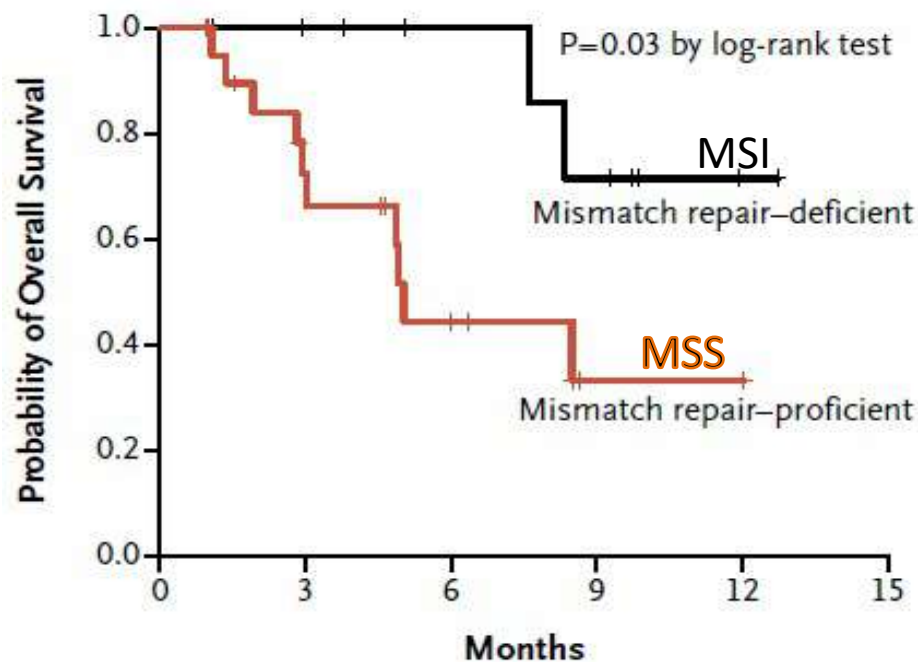 Probability of Overall Survival
1.0
0.8
0.6
0.4
0.2
0.0
P=0.03 by log-rank test
MSI
Mismatch repair–deficient
MSS
Mismatch repair–proficient
0 3 6 9 12 15
Months